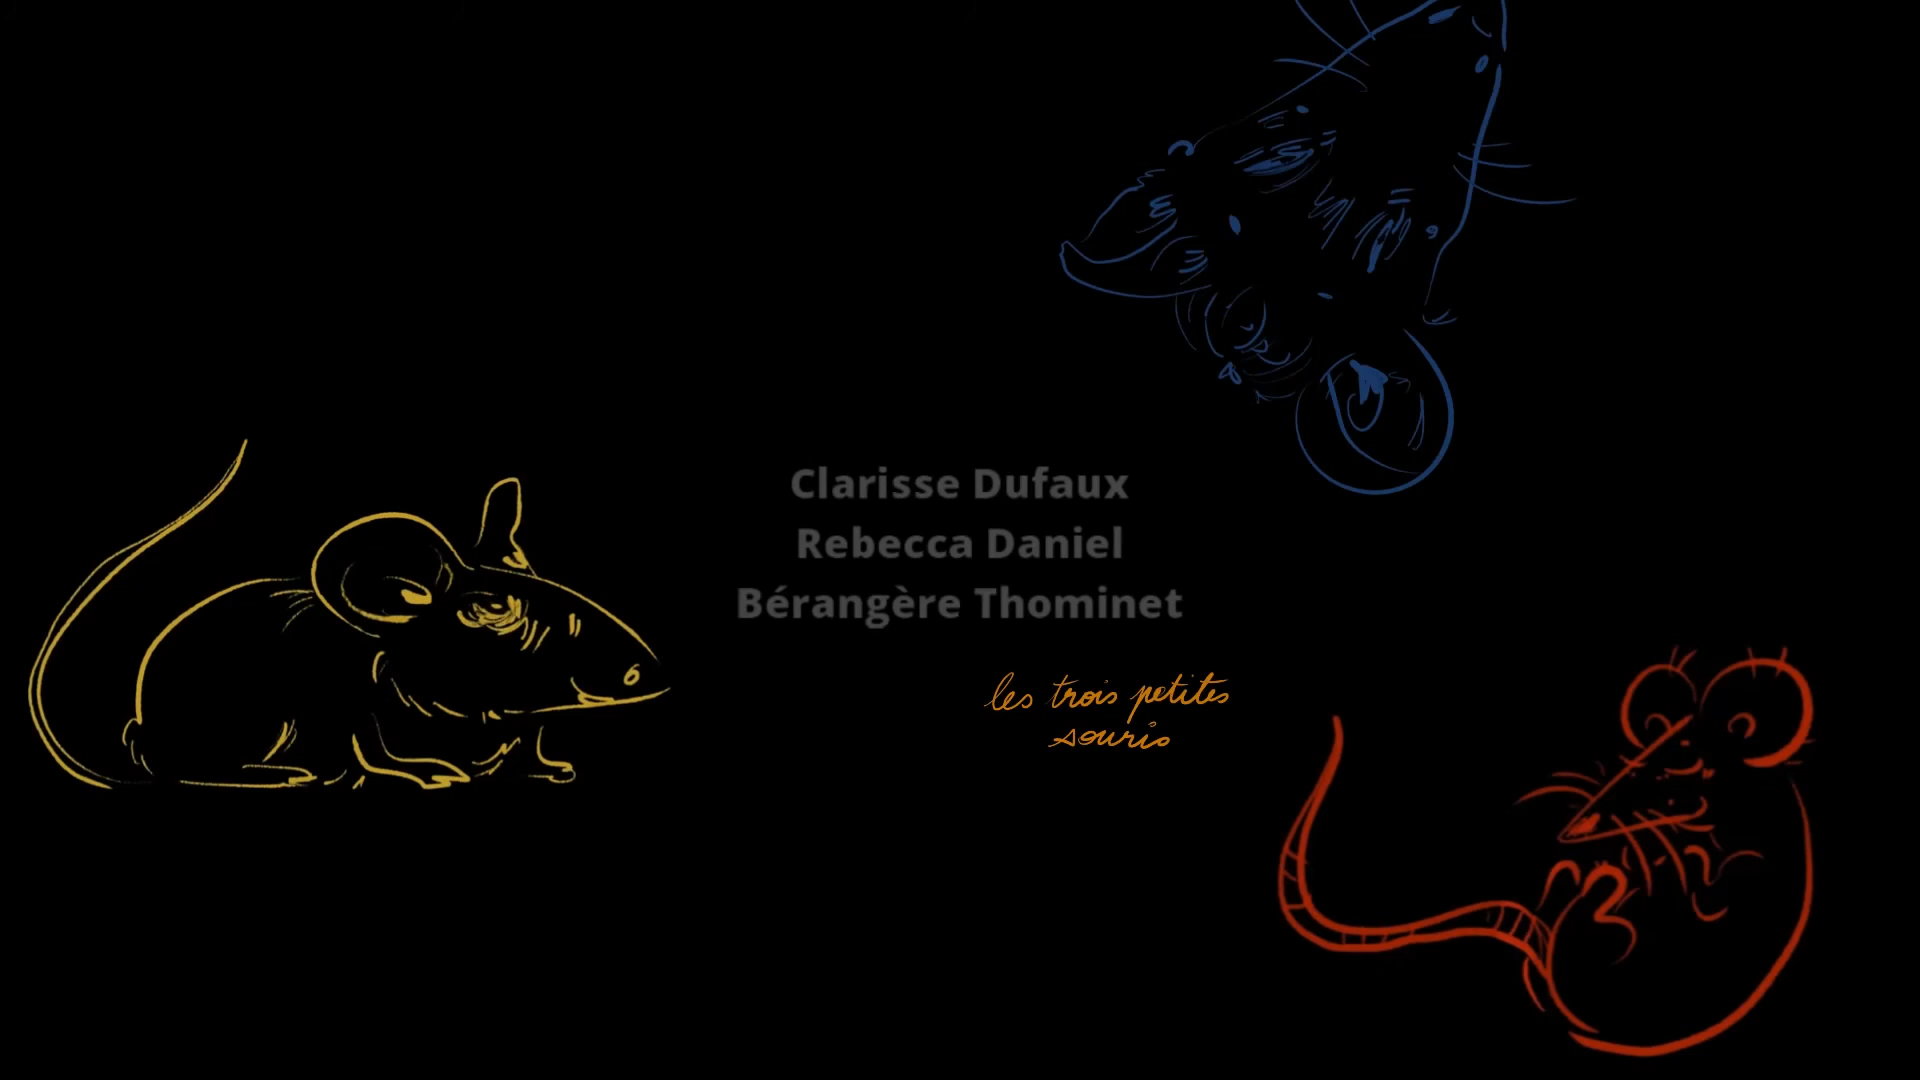 Clarisse Dufaux
Rebecca Daniel
Bérangère Thominet
les trois petites
souris